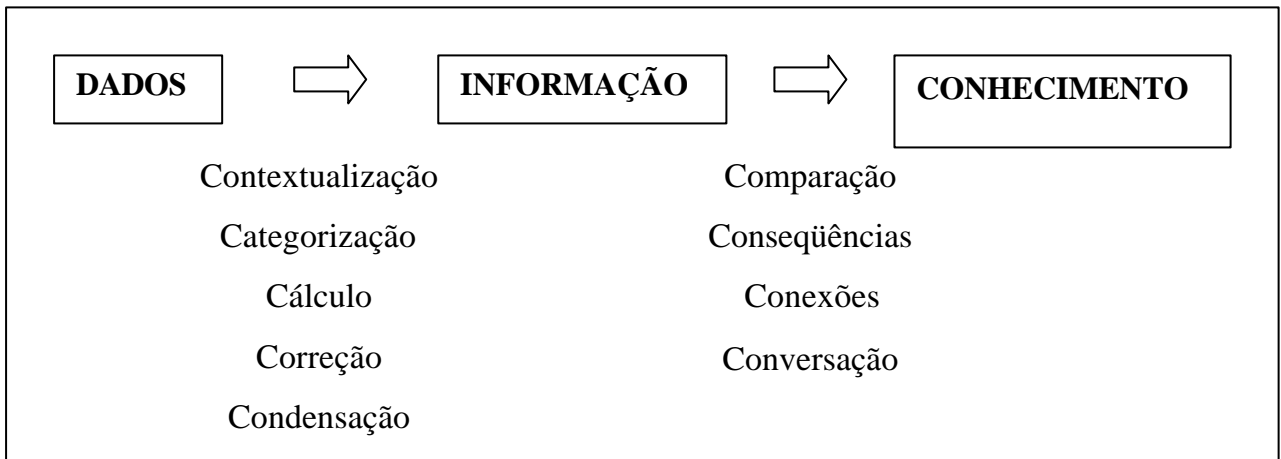 DADOS INFORMAÇÃO CONHECIMENTO
Contextualização Comparação
Categorização Conseqüências
Cálculo Conexões
Correção Conversação
Condensação